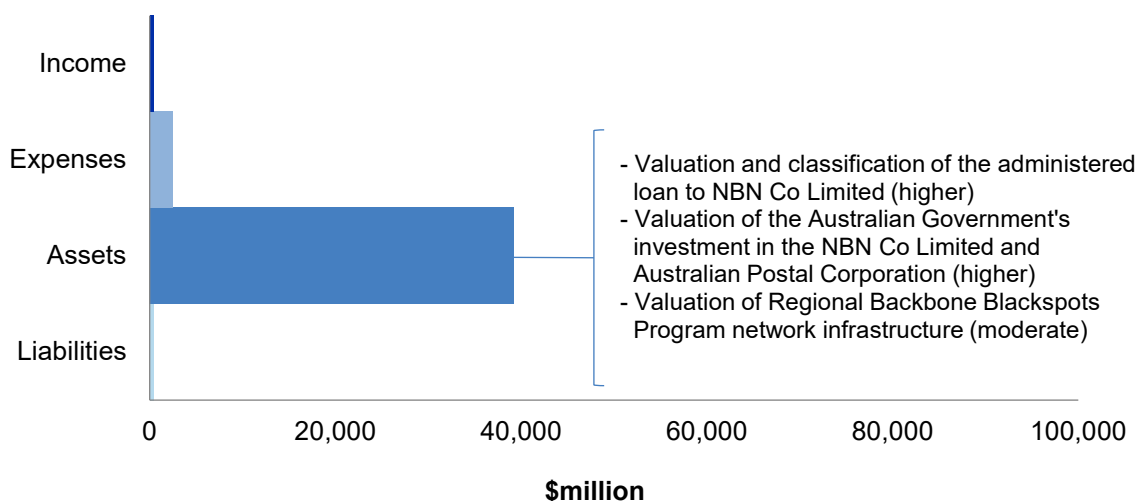 Income
Expenses
Assets
Liabilities
- Valuation and classification of the administered
loan to NBN Co Limited (higher)
- Valuation of the Australian Government's
investment in the NBN Co Limited and
Australian Postal Corporation (higher)
- Valuation of Regional Backbone Blackspots
Program network infrastructure (moderate)
0 20,000 40,000 60,000 80,000 100,000
$million